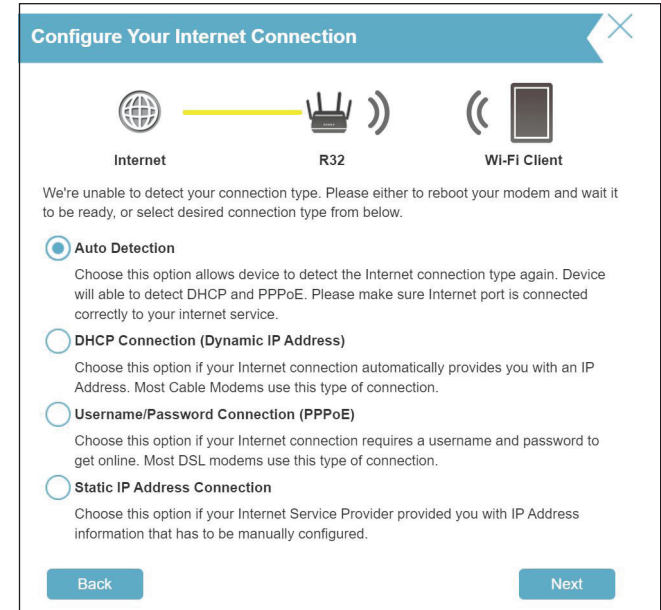 Configure Your Internet Connection
Internet
R32
Wi-Fi Client
We're unable to detect your connection type. Please either to reboot your modem and wait it
to be ready, or select desired connection type from below.
Auto Detection
Choose this option allows device to detect the Internet connection type again. Device
will able to detect DHCP and PPPoE. Please make sure Internet port is connected
correctly to your internet service.
DHCP Connection (Dynamic IP Address)
Choose this option if your Internet connection automatically provides you with an IP
Address. Most Cable Modems use this type of connection.
Username/Password Connection (PPPoE)
Choose this option if your Internet connection requires a username and password to
get online. Most DSL modems use this type of connection.
Static IP Address Connection
Choose this option if your Internet Service Provider provided you with IP Address
information that has to be manually configured.
Back
Next